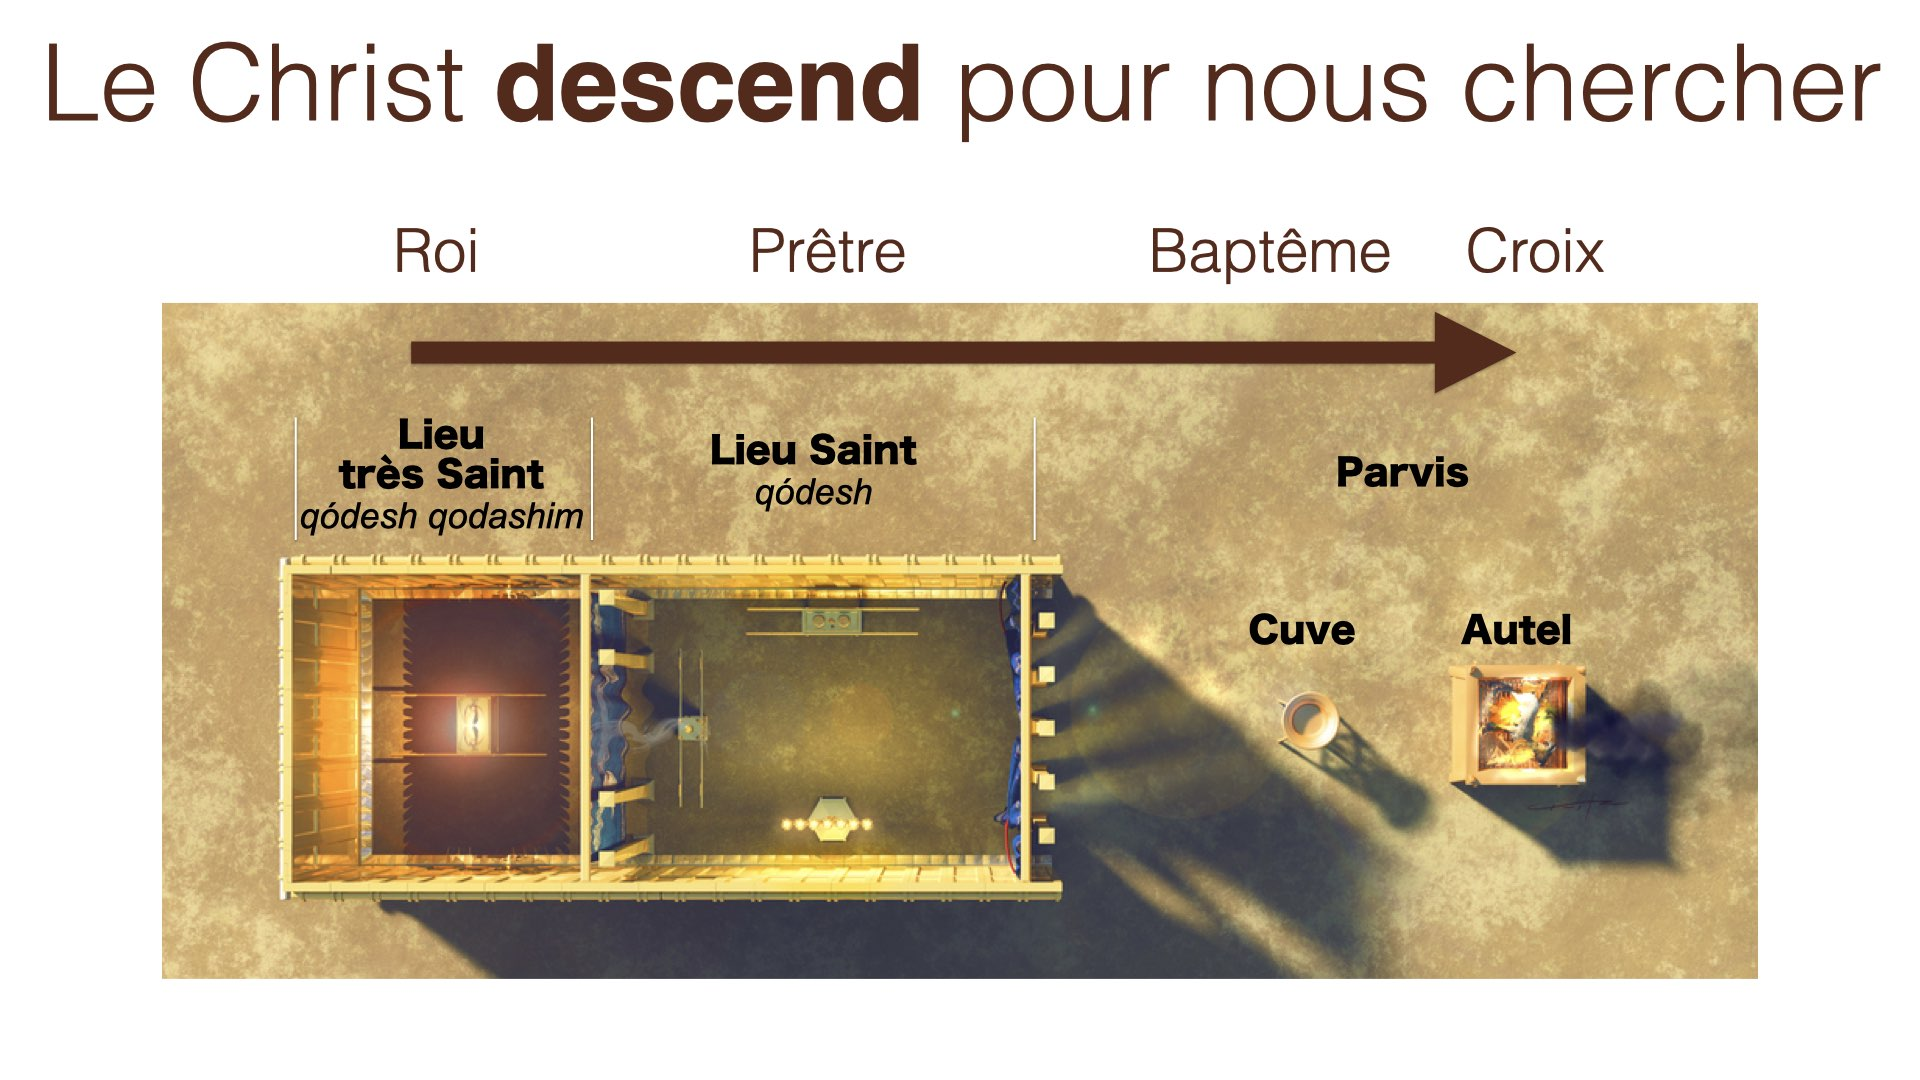 Le Christ descend pour nous chercher
Roi
Prêtre
Baptême
Croix
Lieu
très Saint
qódesh qodashim
Lieu Saint
qódesh
Parvis
Cuve
Autel